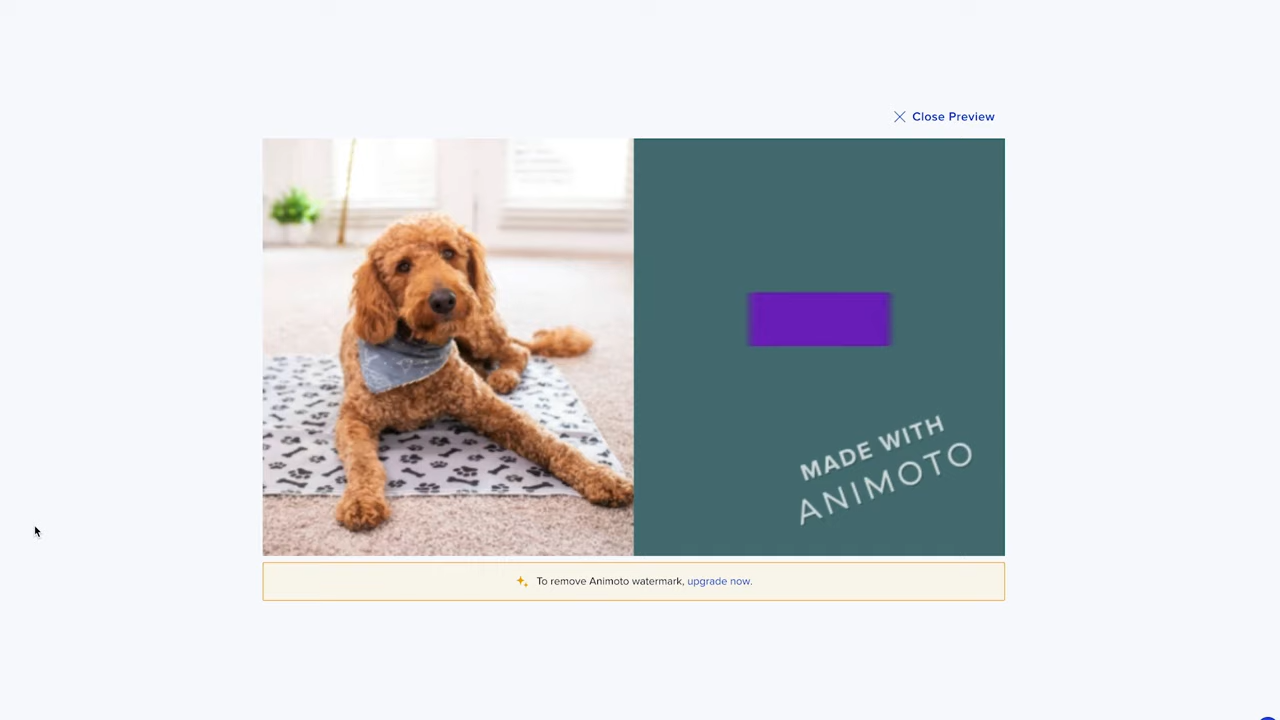 Close Preview
MADE WITH
ANIMOTO
To remove Animoto watermark, upgrade now.